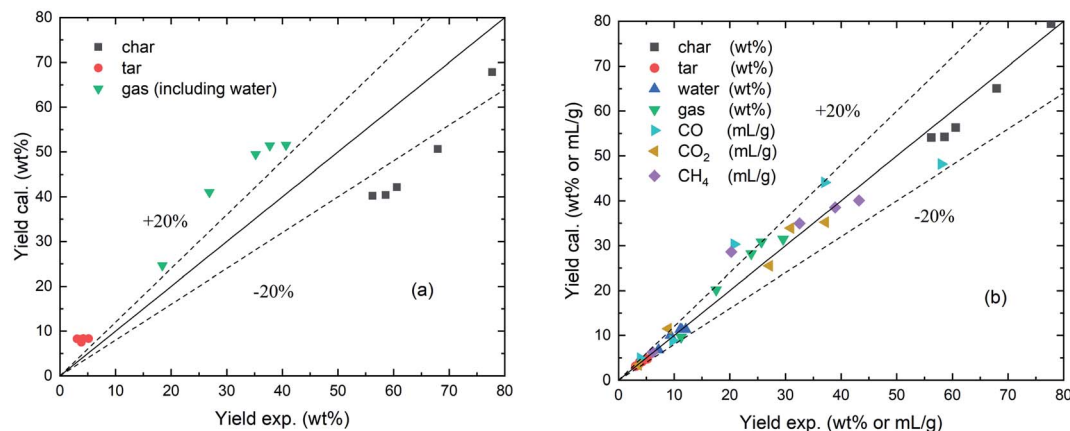 80
70
60
50
40
30
20
10
0
Yield cal. (wt%)
char
tar
gas (including water)
+20%
-20%
(a)
0 10 20 30 40 50 60 70 80
Yield exp. (wt%)
80
70
60
50
40
30
20
10
0
Yield cal. (wt% or mL/g)
char (wt%)
tar (wt%)
water (wt%)
gas (wt%)
CO (mL/g)
CO₂ (mL/g)
CH₄ (mL/g)
+20%
-20%
(b)
0 10 20 30 40 50 60 70 80
Yield exp. (wt% or mL/g)